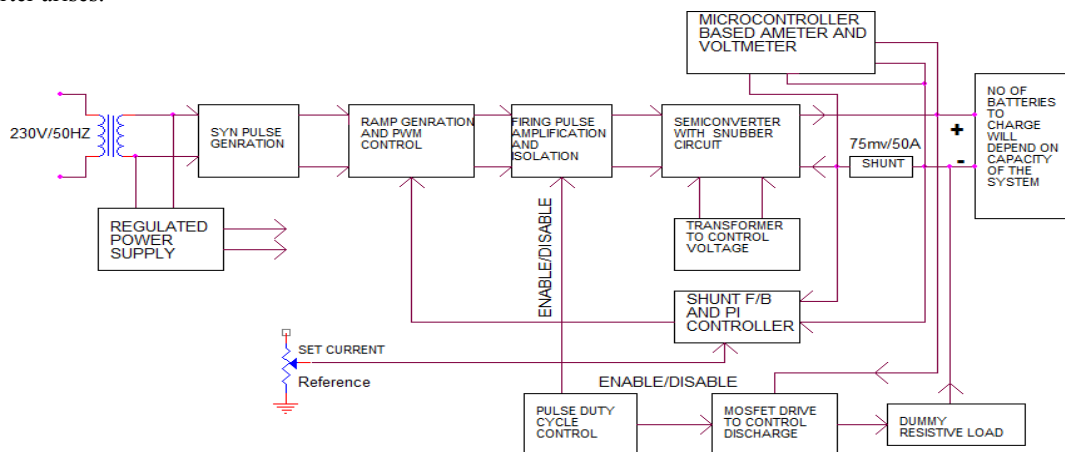 rter arises.
MICROCONTROLLER
BASED AMETER AND
VOLTMETER
230V/50HZ
SYN PULSE
GENRATION
RAMP GENRATION
AND PWM
CONTROL
FIRING PULSE
AMPLIFICATION
AND
ISOLATION
SEMICONVERTER
WITH SNUBBER
CIRCUIT
75mv/50A
SHUNT
+
-
NO OF
BATTERIES
TO
CHARGE
WILL
DEPEND ON
CAPACITY
OF THE
SYSTEM
REGULATED
POWER
SUPPLY
ENABLE/DISABLE
TRANSFORMER
TO CONTROL
VOLTAGE
SHUNT F/B
AND PI
CONTROLLER
SET CURRENT
Reference
ENABLE/DISABLE
PULSE DUTY
CYCLE
CONTROL
MOSFET DRIVE
TO CONTROL
DISCHARGE
DUMMY
RESISTIVE LOAD